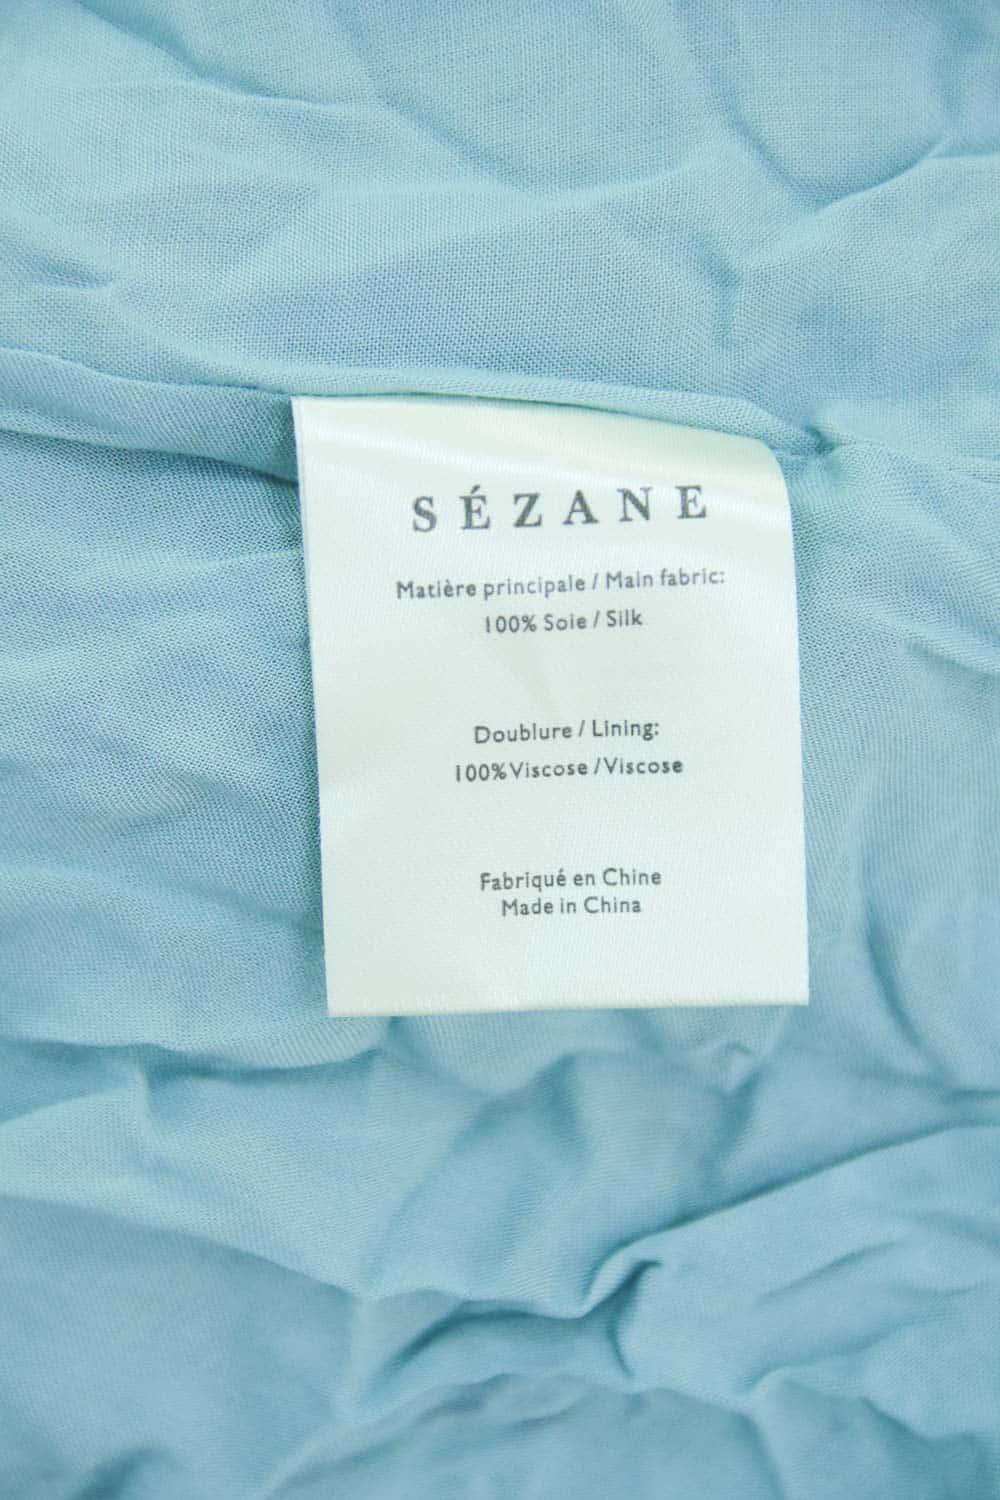 SÉZANE
Matière principale / Main fabric:
100% Soie / Silk
Doublure / Lining:
100% Viscose / Viscose
Fabriqué en Chine
Made in China